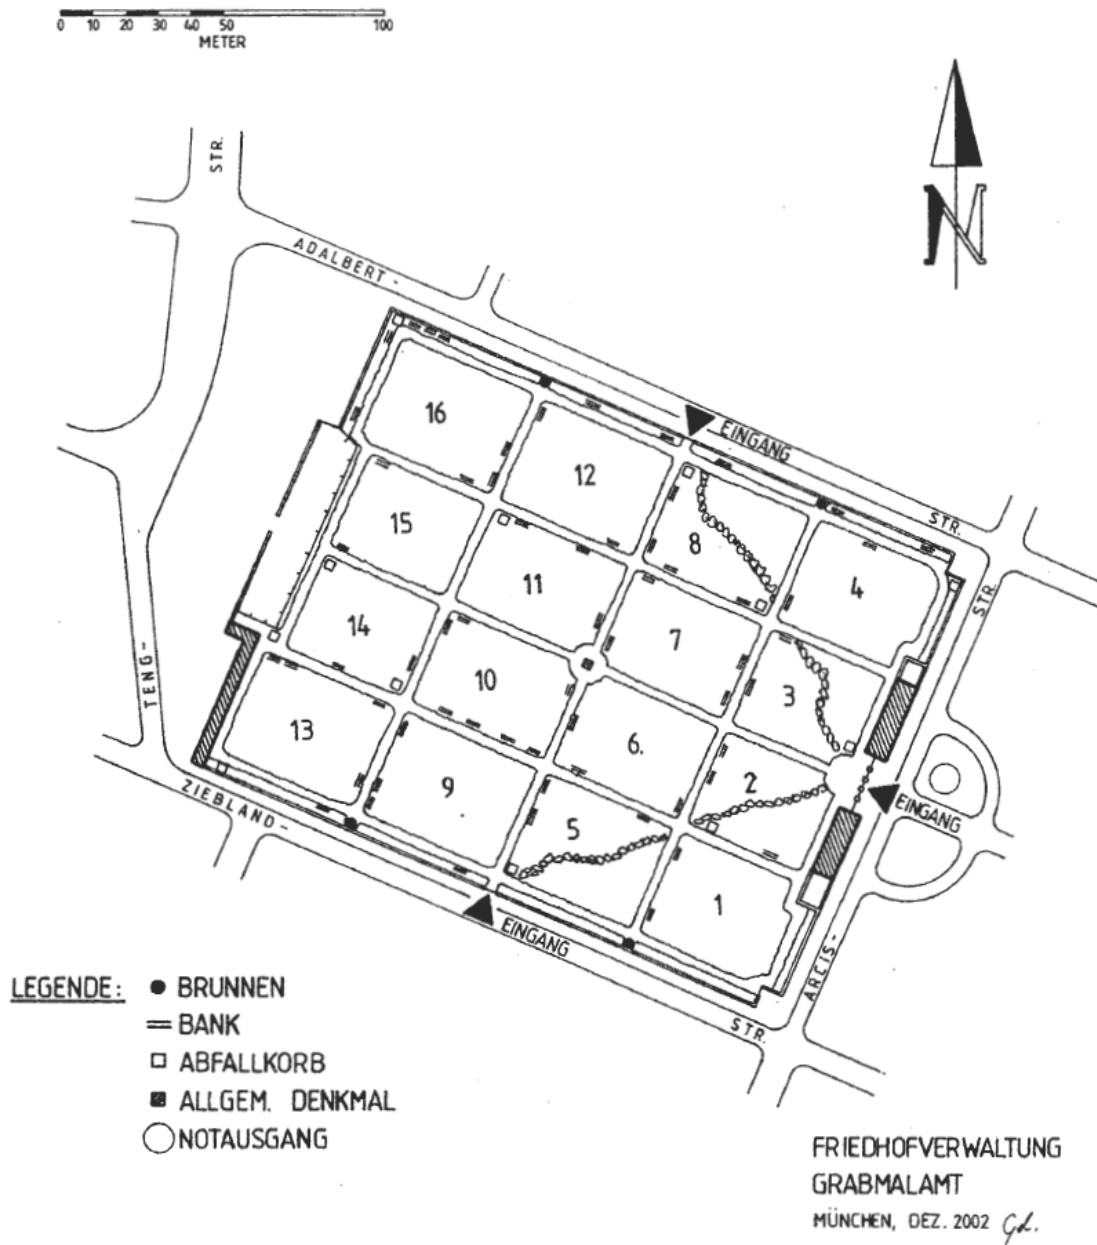 0 10 20 30 40 50 100
METER
N
STR.
ADALBERT-
EINGANG
STR.
16
12
8
4
15
11
7
3
14
10
6.
2
13
9
5
1
STR.
TENG-
EINGANG
ZIEBLAND-
EINGANG
ARCIS-
STR.
LEGENDE:
BRUNNEN
BANK
ABFALLKORB
ALLGEM. DENKMAL
NOTAUSGANG
FRIEDHOFVERWALTUNG
GRABMALAMT
MÜNCHEN, DEZ. 2002